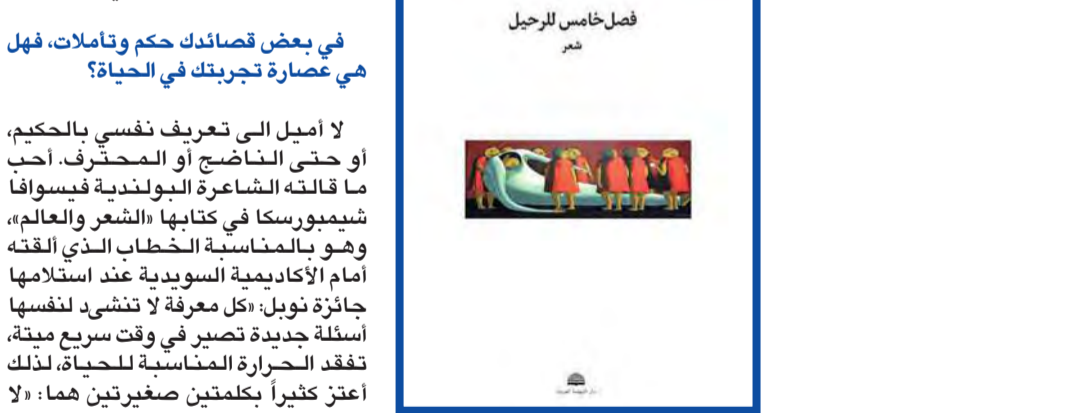 في بعض قصائدك حكم وتأملات، فهل
هي عصارة تجربتك في الحياة؟
لا أميل الى تعريف نفسي بالحكيم،
أو حتى الناضج أو المحترف. أحب
ما قالته الشاعرة البولندية فيسوافا
شيمبورسكا في كتابها «الشعر والعالم»،
وهو بالمناسبة الخطاب الذي ألقته
أمام الأكاديمية السويدية عند استلامها
جائزة نوبل: «كل معرفة لا تنشىء لنفسها
أسئلة جديدة تصير في وقت سريع ميتة،
تفقد الحرارة المناسبة للحياة، لذلك
أعتز كثيراً بكلمتين صغيرتين هما: «لا
فصل خامس للرحيل
شعر